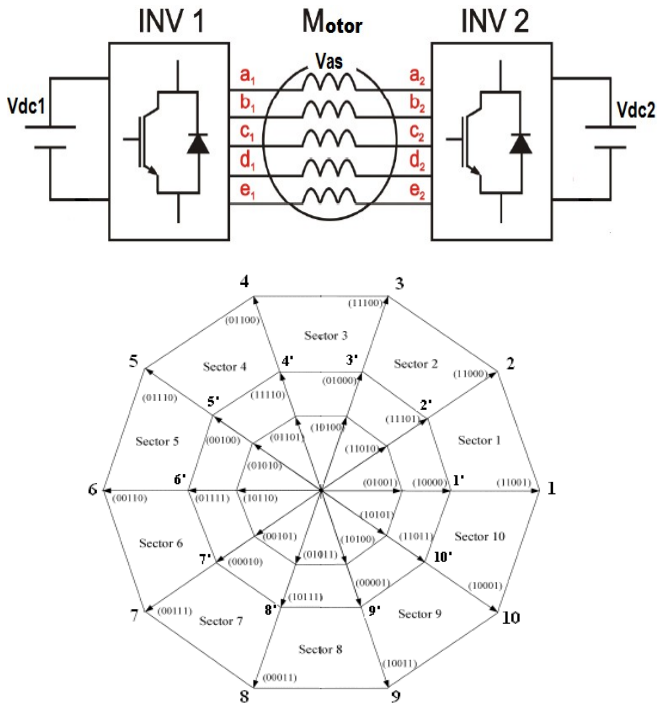 INV 1 Motor INV 2
Vas
Vdc1 Vdc2
a1 a2
b1 b2
c1 c2
d1 d2
e1 e2
4 3
(01100) (11100)
Sector 3
Sector 4 Sector 2
5 4' 3' 2
(01110) (11110) (01000) (11000)
5' 2'
(00100) (11101)
(01101) (10100)
Sector 5 (01010) (11010) Sector 1
6 6' 1' 1
(00110) (01111) (10110) (01001) (10000) (11001)
(10101)
Sector 6 (00101) (10100) (11011) Sector 10
7' (01011) 10'
(00010) (00001) (10001)
7 (00111) (10111) 10
8' 9'
Sector 7 Sector 9
Sector 8
(00011) (10011)
8 9